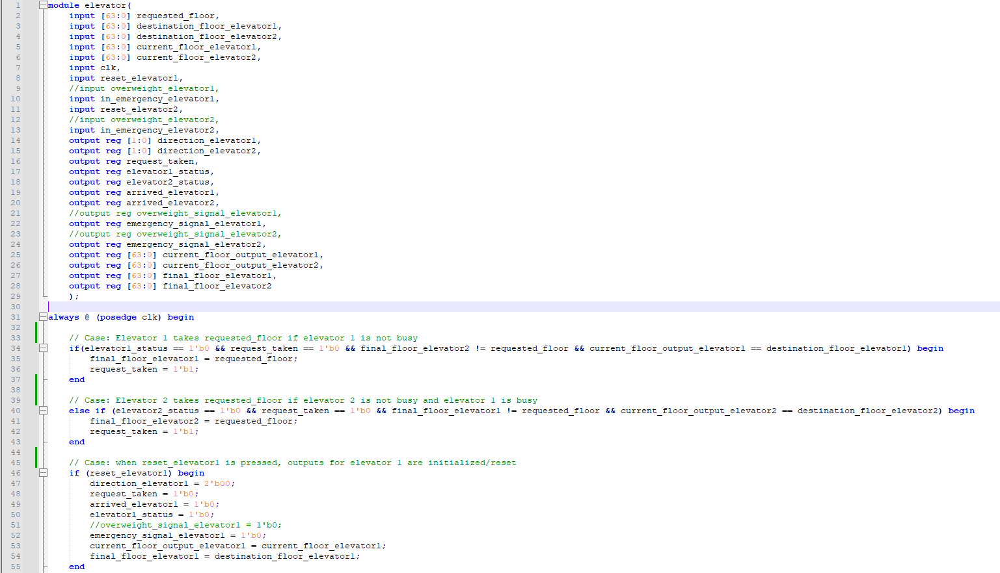 1 module elevator(
2 input [63:0] requested_floor,
3 input [63:0] destination_floor_elevator1,
4 input [63:0] destination_floor_elevator2,
5 input [63:0] current_floor_elevator1,
6 input [63:0] current_floor_elevator2,
7 input clk,
8 input reset_elevator1,
9 //input overweight_elevator1,
10 input in_emergency_elevator1,
11 input reset_elevator2,
12 //input overweight_elevator2,
13 input in_emergency_elevator2,
14 output reg [1:0] direction_elevator1,
15 output reg [1:0] direction_elevator2,
16 output reg request_taken,
17 output reg elevator1_status,
18 output reg elevator2_status,
19 output reg arrived_elevator1,
20 output reg arrived_elevator2,
21 //output reg overweight_signal_elevator1,
22 output reg emergency_signal_elevator1,
23 //output reg overweight_signal_elevator2,
24 output reg emergency_signal_elevator2,
25 output reg [63:0] current_floor_output_elevator1,
26 output reg [63:0] current_floor_output_elevator2,
27 output reg [63:0] final_floor_elevator1,
28 output reg [63:0] final_floor_elevator2
29 );
30
31 always @ (posedge clk) begin
32
33 // Case: Elevator 1 takes requested_floor if elevator 1 is not busy
34 if(elevator1_status == 1'b0 && request_taken == 1'b0 && final_floor_elevator2 != requested_floor && current_floor_output_elevator1 == destination_floor_elevator1) begin
35 final_floor_elevator1 = requested_floor;
36 request_taken = 1'b1;
37 end
38
39 // Case: Elevator 2 takes requested_floor if elevator 2 is not busy and elevator 1 is busy
40 else if (elevator2_status == 1'b0 && request_taken == 1'b0 && final_floor_elevator1 != requested_floor && current_floor_output_elevator2 == destination_floor_elevator2) begin
41 final_floor_elevator2 = requested_floor;
42 request_taken = 1'b1;
43 end
44
45 // Case: when reset_elevator1 is pressed, outputs for elevator 1 are initialized/reset
46 if (reset_elevator1) begin
47 direction_elevator1 = 2'b00;
48 request_taken = 1'b0;
49 arrived_elevator1 = 1'b0;
50 elevator1_status = 1'b0;
51 //overweight_signal_elevator1 = 1'b0;
52 emergency_signal_elevator1 = 1'b0;
53 current_floor_output_elevator1 = current_floor_elevator1;
54 final_floor_elevator1 = destination_floor_elevator1;
55 end